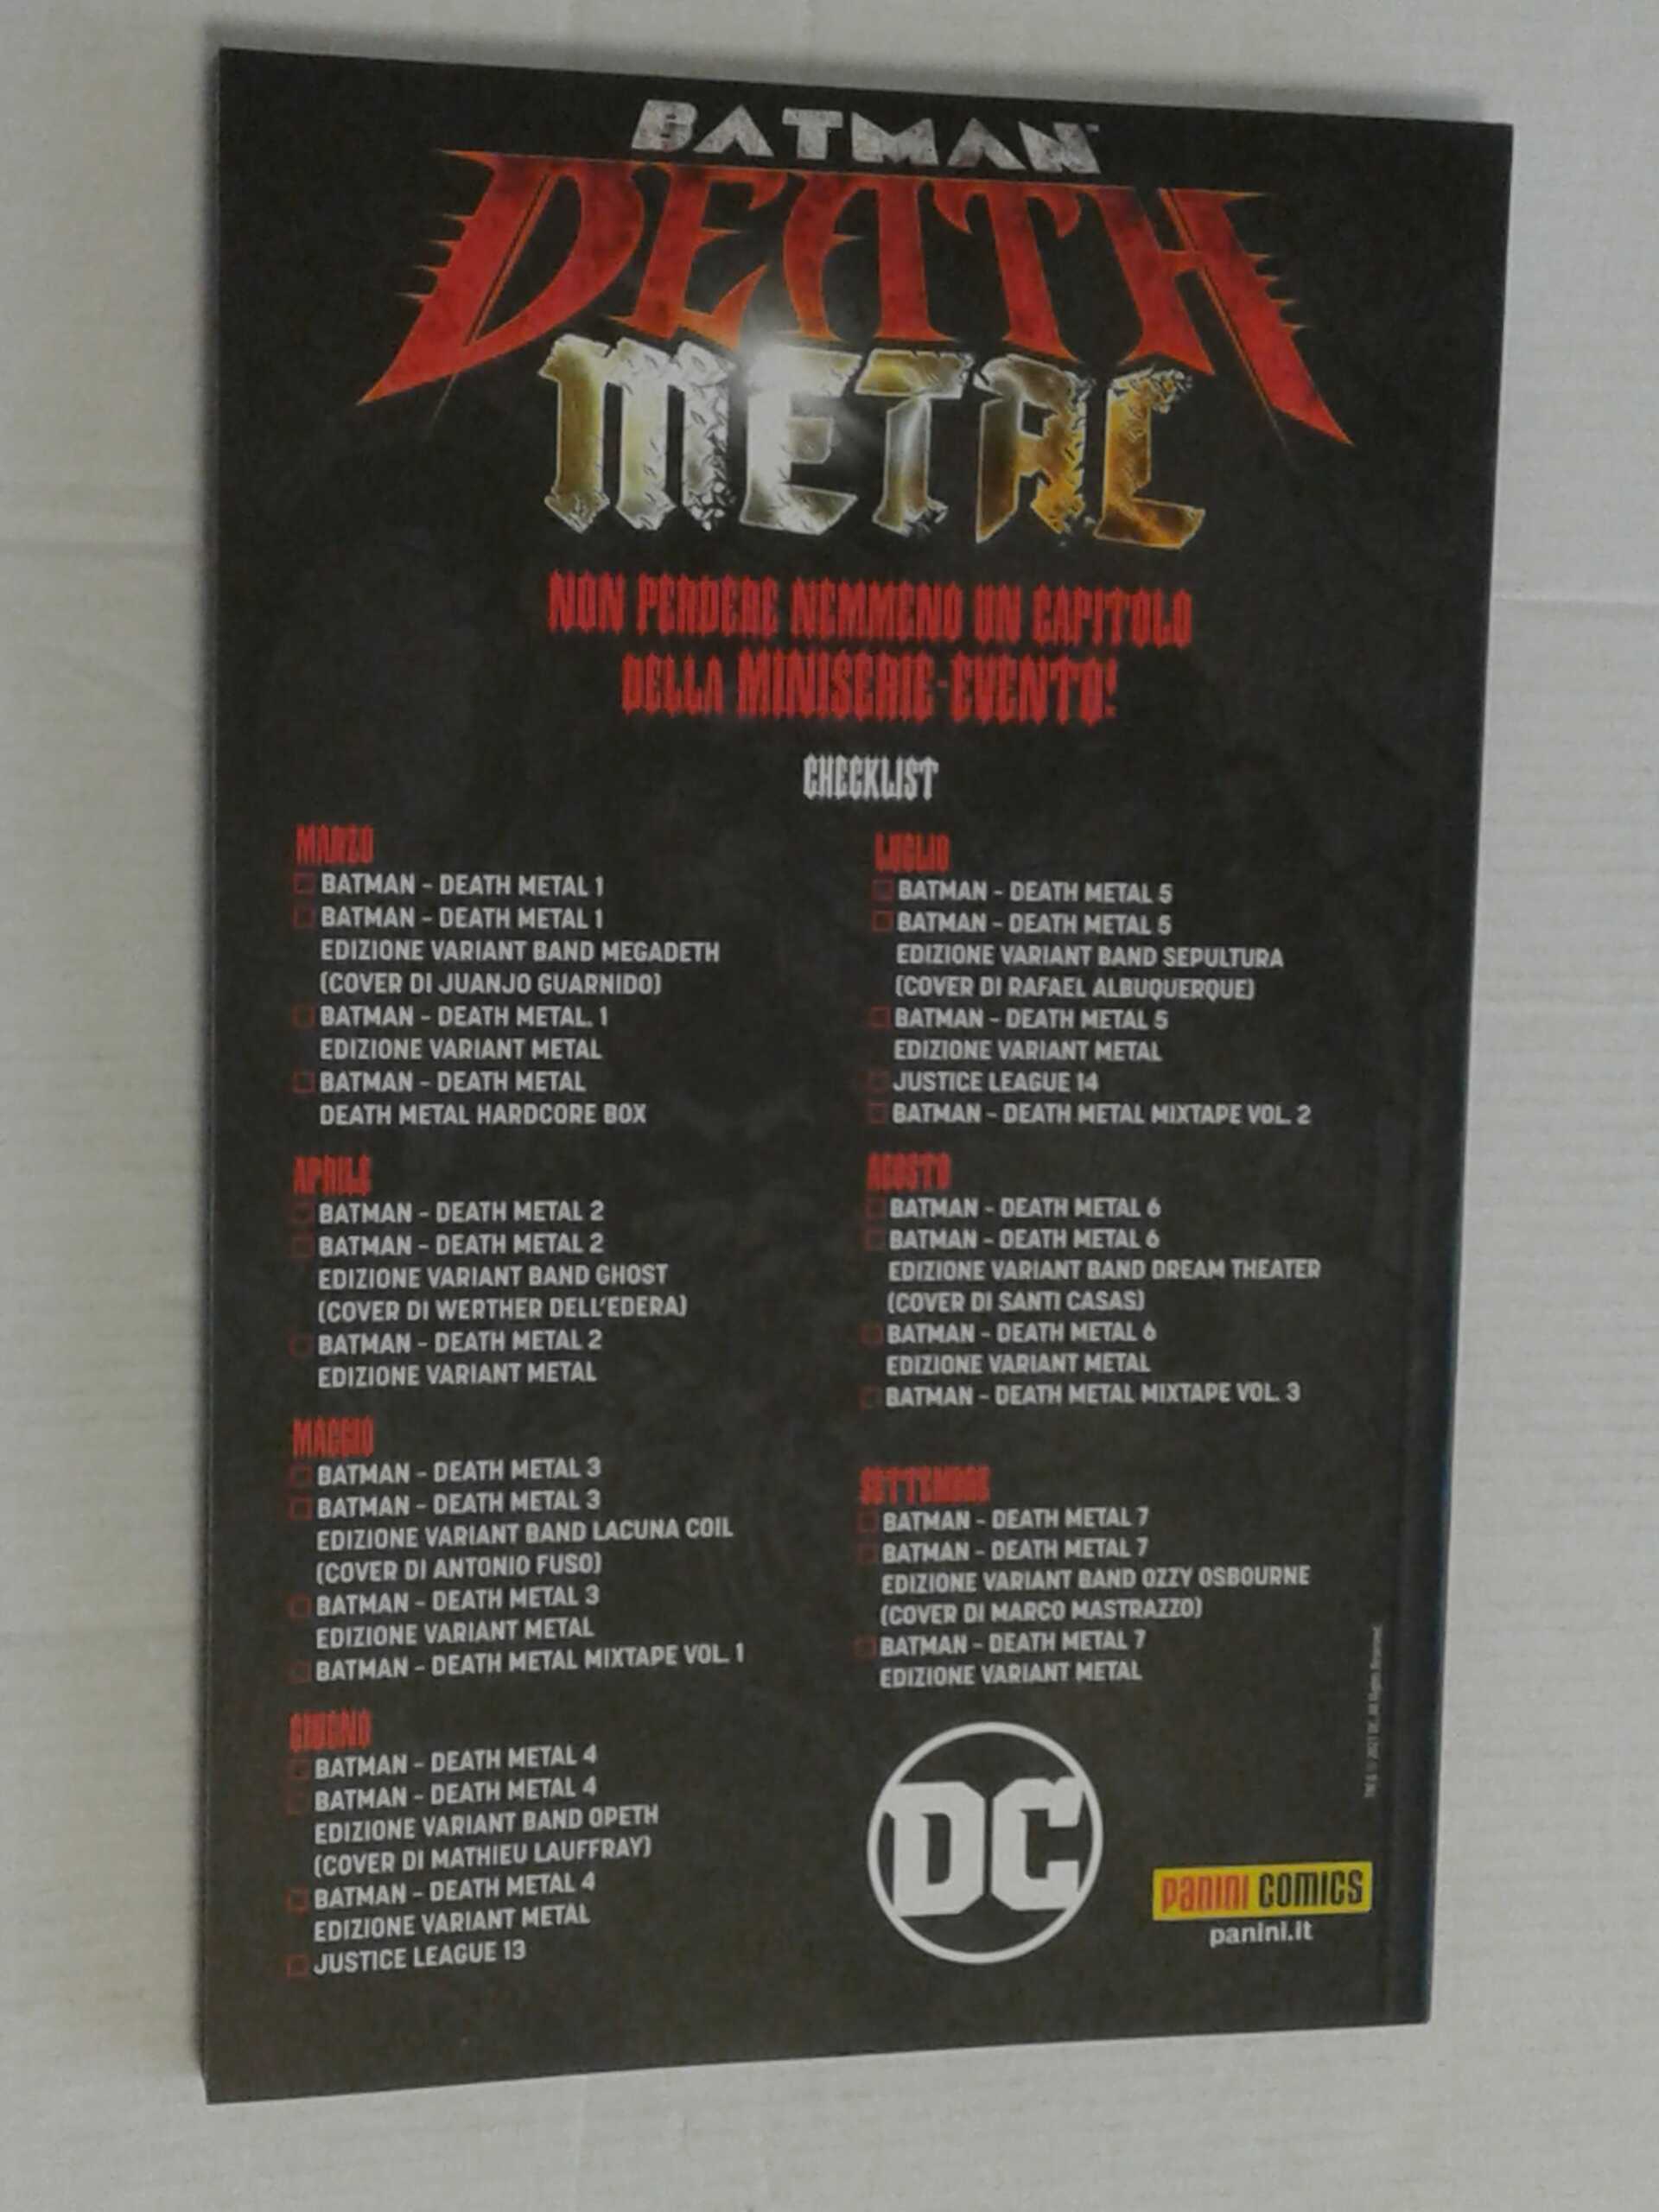 BATMAN
DEATH
METAL
NON PERDERE NEMMENO UN CAPITOLO
DELLA MINISERIE-EVENTO!
CHECKLIST
MARZO
BATMAN - DEATH METAL 1
BATMAN - DEATH METAL 1
EDIZIONE VARIANT BAND MEGADETH
(COVER DI JUANJO GUARNIDO)
BATMAN - DEATH METAL. 1
EDIZIONE VARIANT METAL
BATMAN - DEATH METAL
DEATH METAL HARDCORE BOX
APRILE
BATMAN - DEATH METAL 2
BATMAN - DEATH METAL 2
EDIZIONE VARIANT BAND GHOST
(COVER DI WERTHER DELL'EDERA)
BATMAN - DEATH METAL 2
EDIZIONE VARIANT METAL
MAGGIO
BATMAN - DEATH METAL 3
BATMAN - DEATH METAL 3
EDIZIONE VARIANT BAND LACUNA COIL
(COVER DI ANTONIO FUSO)
BATMAN - DEATH METAL 3
EDIZIONE VARIANT METAL
BATMAN - DEATH METAL MIXTAPE VOL. 1
GIUGNO
BATMAN - DEATH METAL 4
BATMAN - DEATH METAL 4
EDIZIONE VARIANT BAND OPETH
(COVER DI MATHIEU LAUFFRAY)
BATMAN - DEATH METAL 4
EDIZIONE VARIANT METAL
JUSTICE LEAGUE 13
LUGLIO
BATMAN - DEATH METAL 5
BATMAN - DEATH METAL 5
EDIZIONE VARIANT BAND SEPULTURA
(COVER DI RAFAEL ALBUQUERQUE)
BATMAN - DEATH METAL 5
EDIZIONE VARIANT METAL
JUSTICE LEAGUE 14
BATMAN - DEATH METAL MIXTAPE VOL. 2
AGOSTO
BATMAN - DEATH METAL 6
BATMAN - DEATH METAL 6
EDIZIONE VARIANT BAND DREAM THEATER
(COVER DI SANTI CASAS)
BATMAN - DEATH METAL 6
EDIZIONE VARIANT METAL
BATMAN - DEATH METAL MIXTAPE VOL. 3
SETTEMBRE
BATMAN - DEATH METAL 7
BATMAN - DEATH METAL 7
EDIZIONE VARIANT BAND OZZY OSBOURNE
(COVER DI MARCO MASTRAZZO)
BATMAN - DEATH METAL 7
EDIZIONE VARIANT METAL
DC
PANINI COMICS
panini.it
© 2021 DC. All Rights Reserved.